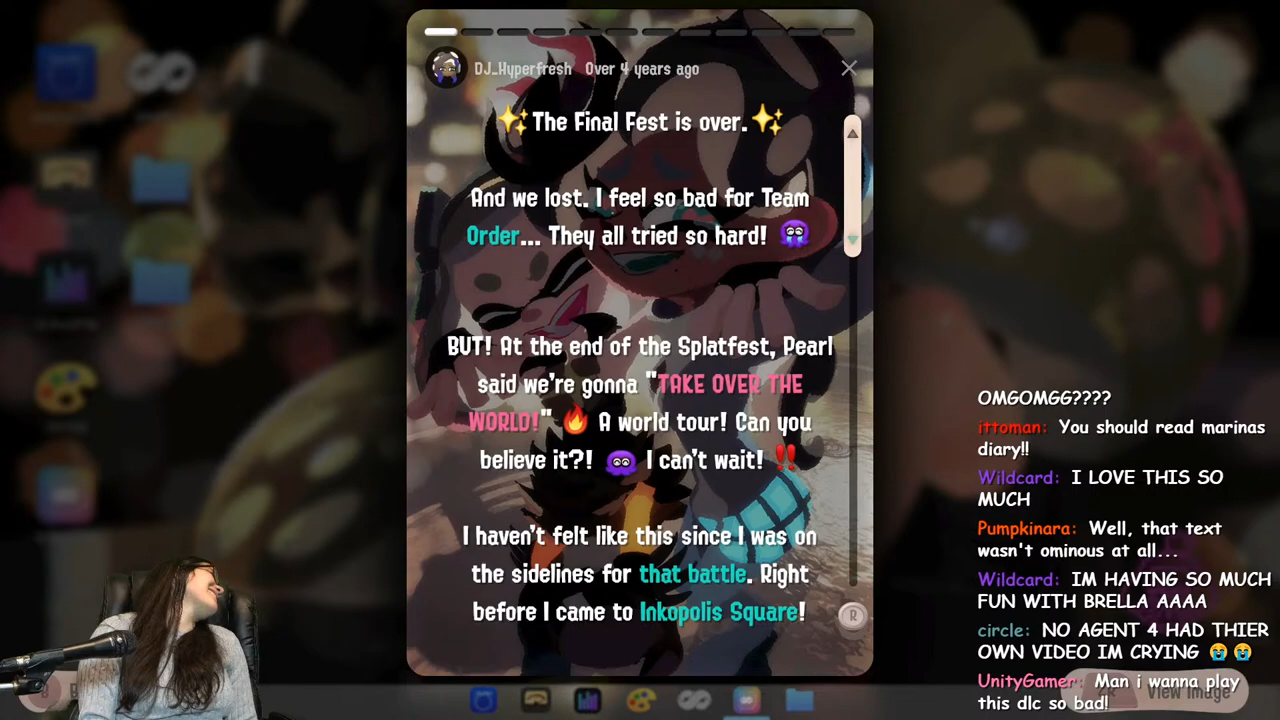 DJ_Hyperfresh Over 4 years ago
✨The Final Fest is over.✨
And we lost. I feel so bad for Team
Order... They all tried so hard!
BUT! At the end of the Splatfest, Pearl
said we're gonna "TAKE OVER THE
WORLD!" 🔥 A world tour! Can you
believe it?! I can't wait! ‼
I haven't felt like this since I was on
the sidelines for that battle. Right
before I came to Inkopolis Square!
R
OMGOMGG????
ittoman: You should read marinas
diary!!
Wildcard: I LOVE THIS SO
MUCH
Pumpkinara: Well, that text
wasn't ominous at all...
Wildcard: IM HAVING SO MUCH
FUN WITH BRELLA AAAA
circle: NO AGENT 4 HAD THIER
OWN VIDEO IM CRYING 😭😭
UnityGamer: Man i wanna play
this dlc so bad!
View Image